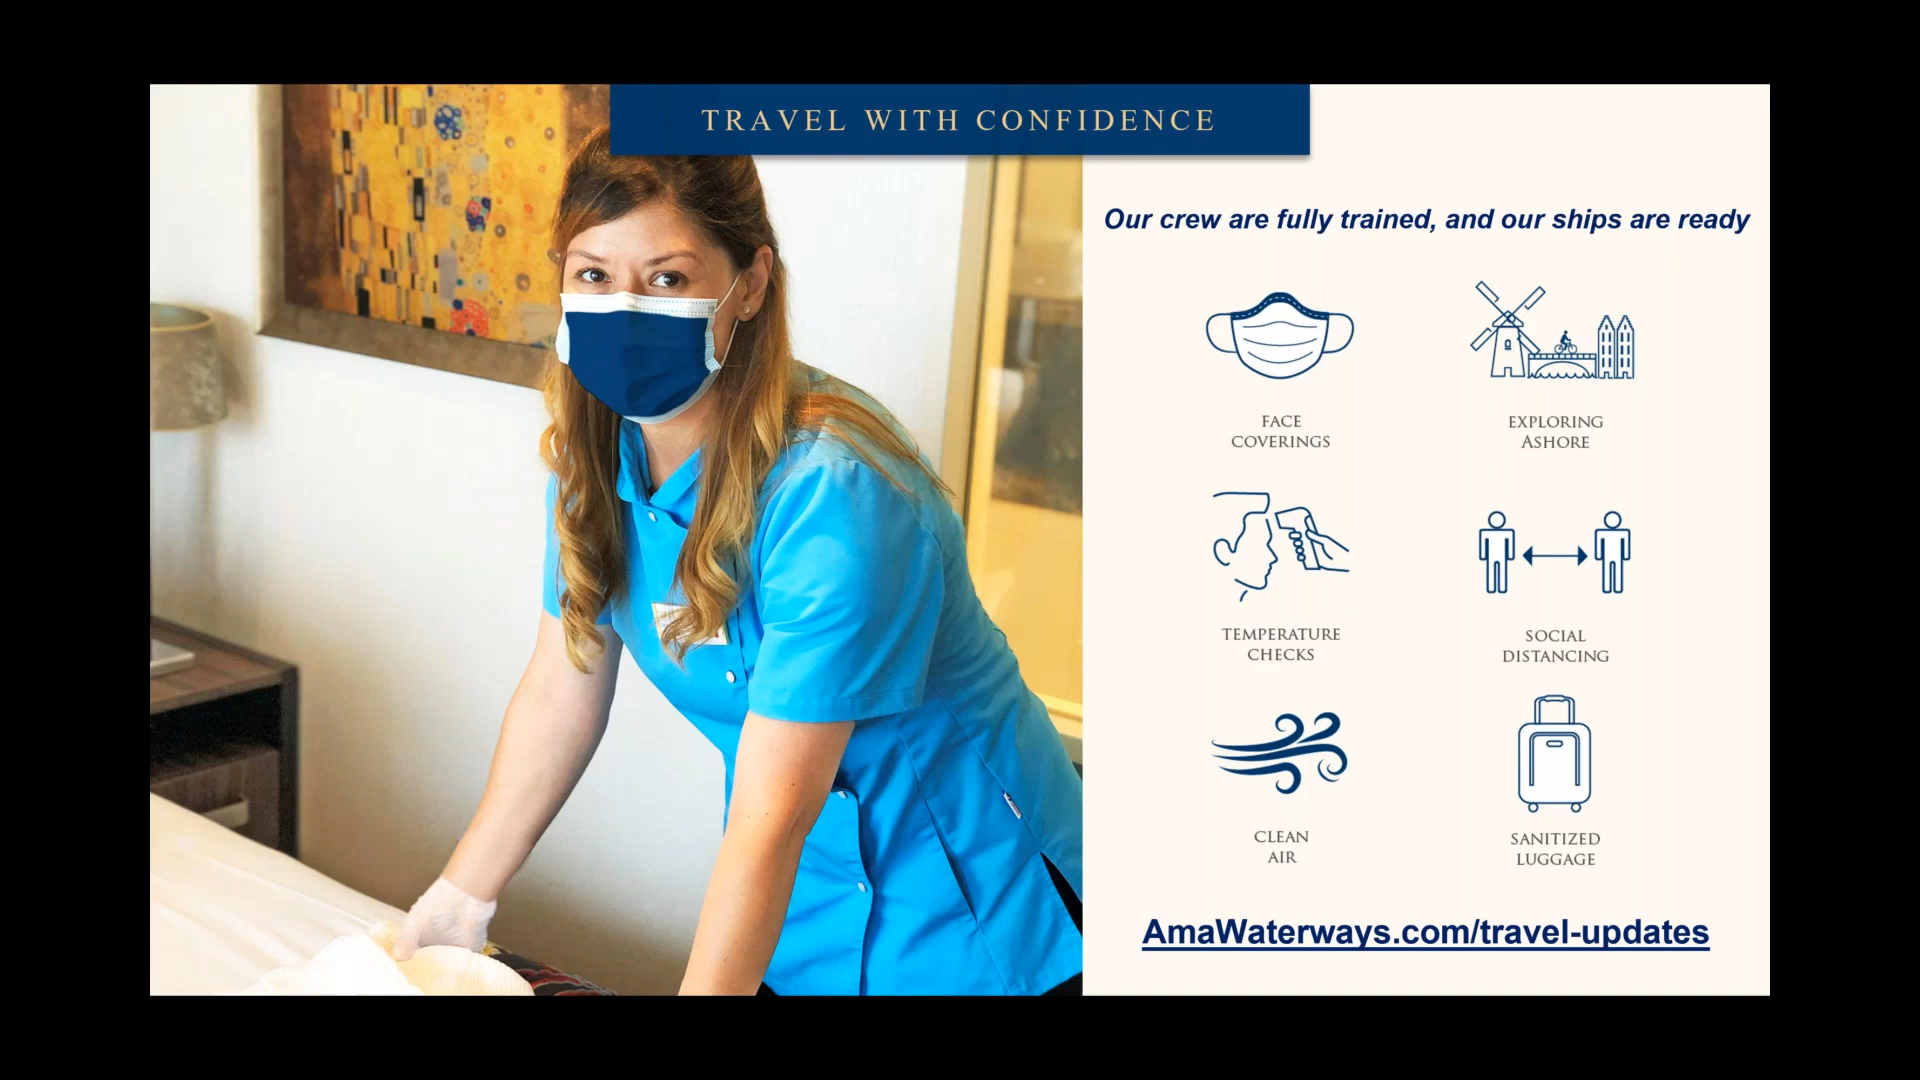 TRAVEL WITH CONFIDENCE
Our crew are fully trained, and our ships are ready
FACE
COVERINGS
EXPLORING
ASHORE
TEMPERATURE
CHECKS
SOCIAL
DISTANCING
CLEAN
AIR
SANITIZED
LUGGAGE
AmaWaterways.com/travel-updates